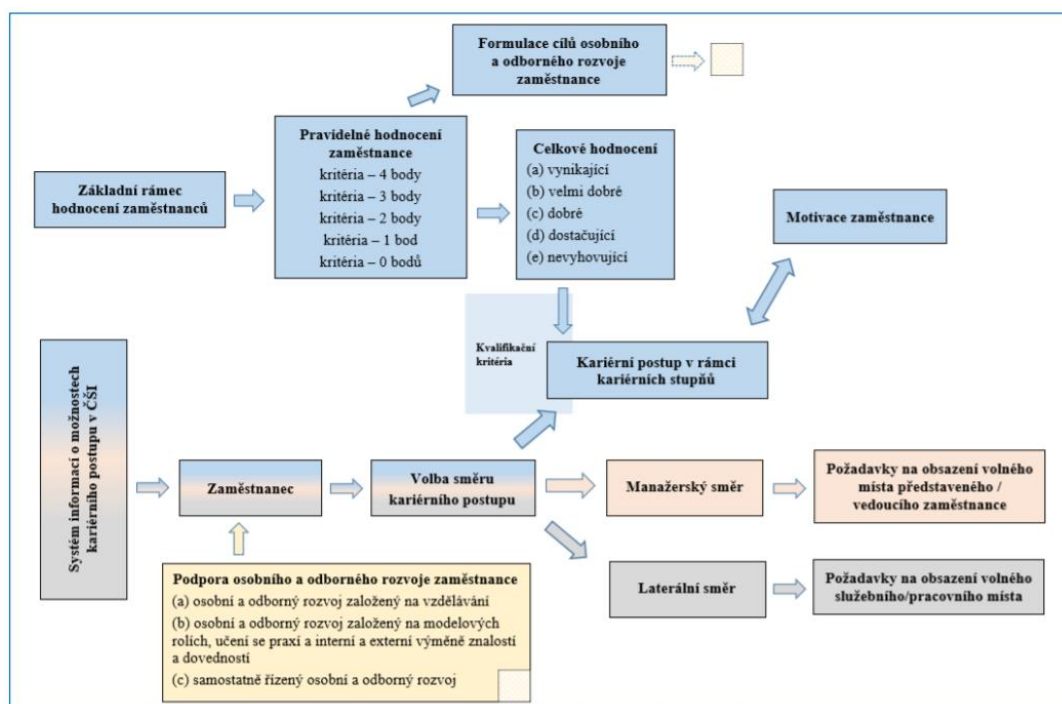 Formulace cílů osobního
a odborného rozvoje
zaměstnance
Pravidelné hodnocení
zaměstnance
kritéria – 4 body
kritéria – 3 body
kritéria – 2 body
kritéria – 1 bod
kritéria – 0 bodů
Celkové hodnocení
(a) vynikající
(b) velmi dobré
(c) dobré
(d) dostačující
(e) nevyhovující
Základní rámec
hodnocení zaměstnanců
Motivace zaměstnance
Kvalifikační
kritéria
Kariérní postup v rámci
kariérních stupňů
Systém informací o možnostech
kariérního postupu v ČŠI
Zaměstnanec
Volba směru
kariérního postupu
Manažerský směr
Požadavky na obsazení volného
místa představeného /
vedoucího zaměstnance
Podpora osobního a odborného rozvoje zaměstnance
(a) osobní a odborný rozvoj založený na vzdělávání
(b) osobní a odborný rozvoj založený na modelových
rolích, učení se praxí a interní a externí výměně znalostí
a dovedností
(c) samostatně řízený osobní a odborný rozvoj
Laterální směr
Požadavky na obsazení volného
služebního/pracovního místa